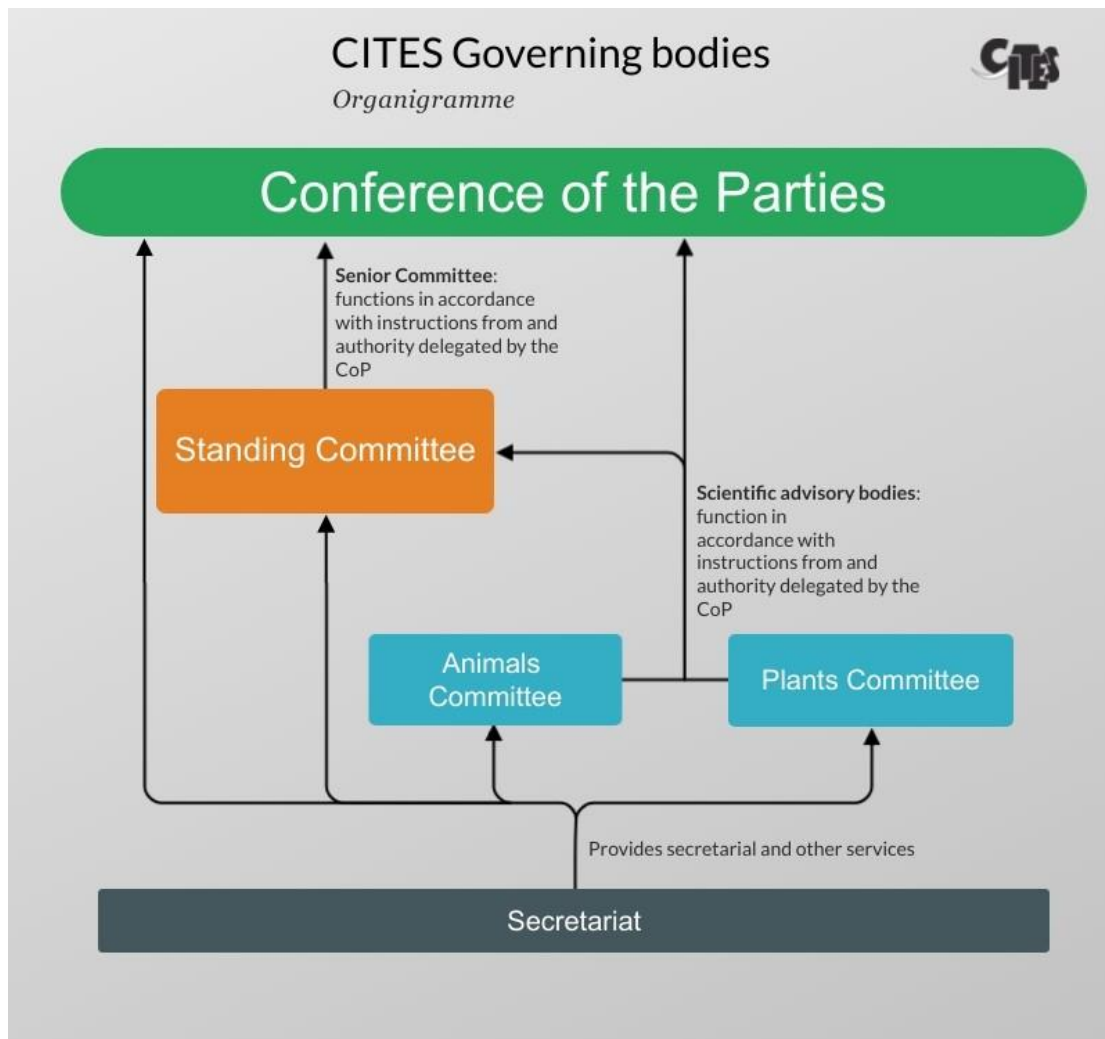 CITES Governing bodies
Organigramme
CITES
Conference of the Parties
Senior Committee:
functions in accordance
with instructions from and
authority delegated by the
CoP
Standing Committee
Scientific advisory bodies:
function in
accordance with
instructions from and
authority delegated by the
CoP
Animals
Committee
Plants Committee
Provides secretarial and other services
Secretariat